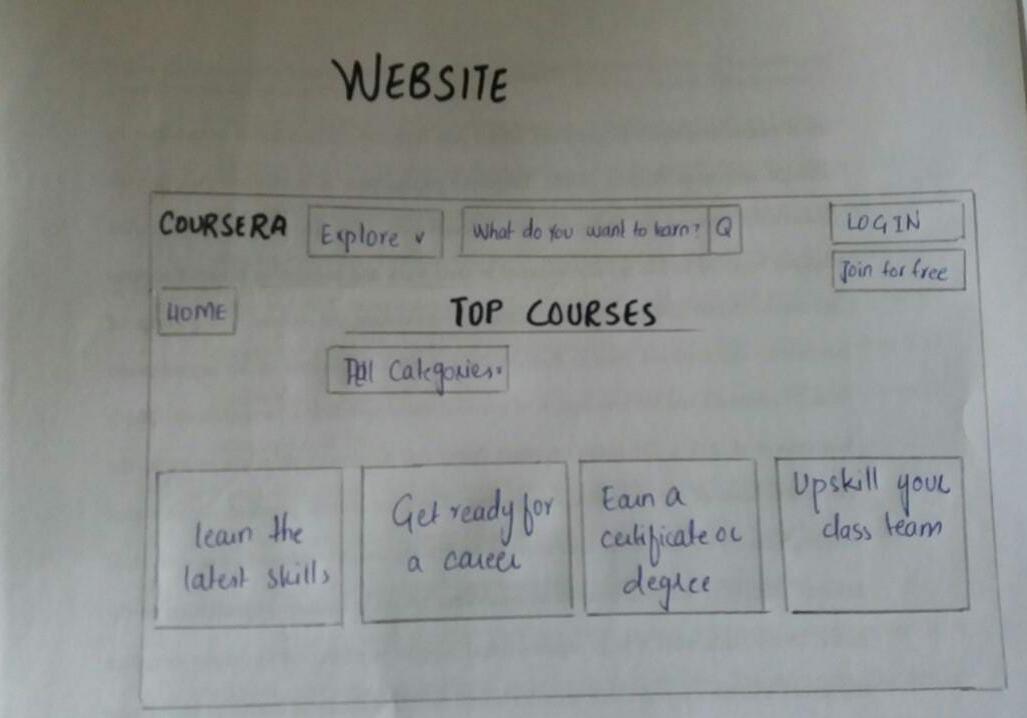 WEBSITE
COURSERA
Explore v
What do you want to learn? Q
LOGIN
Join for free
HOME
TOP COURSES
All Categories
learn the
latest skills
Get ready for
a career
Earn a
certificate or
degree
Upskill your
class team